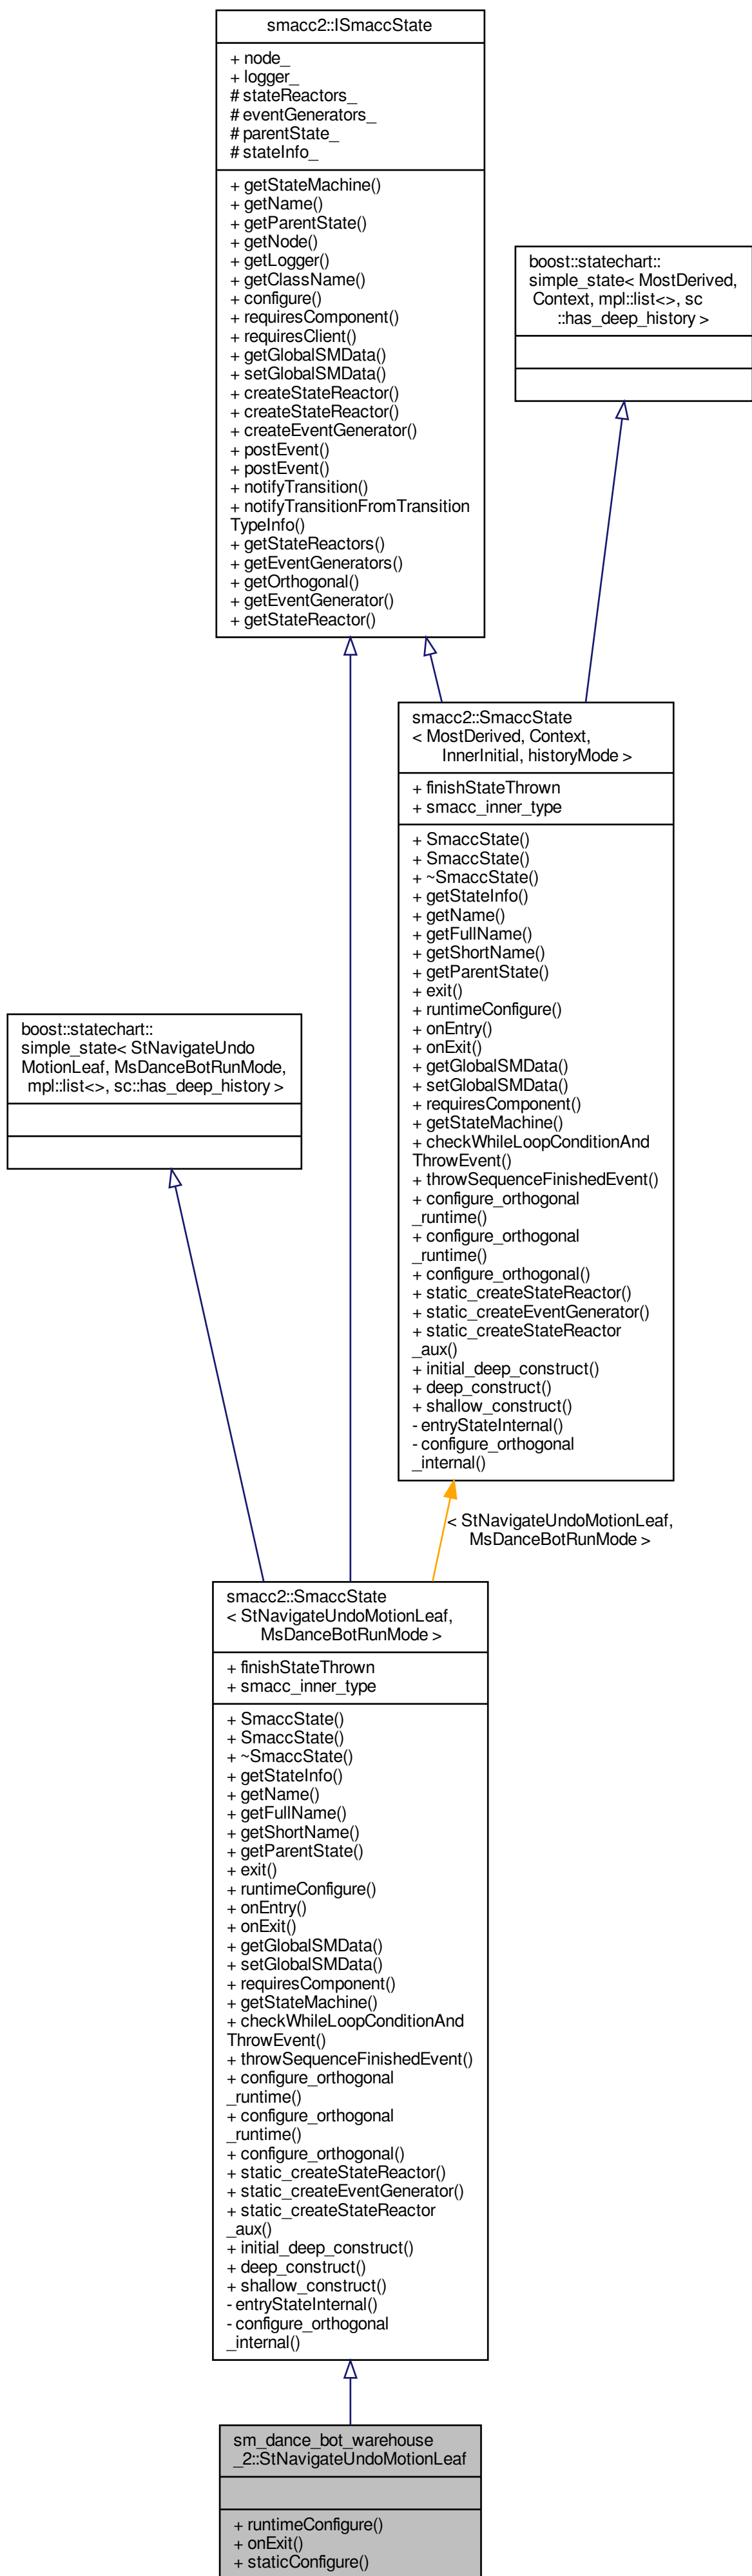 smacc2::ISmaccState
+ node_
+ logger_
# stateReactors_
# eventGenerators_
# parentState_
# stateInfo_
+ getStateMachine()
+ getName()
+ getParentState()
+ getNode()
+ getLogger()
+ getClassName()
+ configure()
+ requiresComponent()
+ requiresClient()
+ getGlobalSMData()
+ setGlobalSMData()
+ createStateReactor()
+ createStateReactor()
+ createEventGenerator()
+ postEvent()
+ postEvent()
+ notifyTransition()
+ notifyTransitionFromTransition
TypeInfo()
+ getStateReactors()
+ getEventGenerators()
+ getOrthogonal()
+ getEventGenerator()
+ getStateReactor()
boost::statechart::
simple_state< MostDerived,
Context, mpl::list<>, sc
::has_deep_history >
smacc2::SmaccState
< MostDerived, Context,
InnerInitial, historyMode >
+ finishStateThrown
+ smacc_inner_type
+ SmaccState()
+ SmaccState()
+ ~SmaccState()
+ getStateInfo()
+ getName()
+ getFullName()
+ getShortName()
+ getParentState()
+ exit()
+ runtimeConfigure()
+ onEntry()
+ onExit()
+ getGlobalSMData()
+ setGlobalSMData()
+ requiresComponent()
+ getStateMachine()
+ checkWhileLoopConditionAnd
ThrowEvent()
+ throwSequenceFinishedEvent()
+ configure_orthogonal
_runtime()
+ configure_orthogonal
_runtime()
+ configure_orthogonal()
+ static_createStateReactor()
+ static_createEventGenerator()
+ static_createStateReactor
_aux()
+ initial_deep_construct()
+ deep_construct()
+ shallow_construct()
- entryStateInternal()
- configure_orthogonal
_internal()
boost::statechart::
simple_state< StNavigateUndo
MotionLeaf, MsDanceBotRunMode,
mpl::list<>, sc::has_deep_history >
< StNavigateUndoMotionLeaf,
MsDanceBotRunMode >
smacc2::SmaccState
< StNavigateUndoMotionLeaf,
MsDanceBotRunMode >
+ finishStateThrown
+ smacc_inner_type
+ SmaccState()
+ SmaccState()
+ ~SmaccState()
+ getStateInfo()
+ getName()
+ getFullName()
+ getShortName()
+ getParentState()
+ exit()
+ runtimeConfigure()
+ onEntry()
+ onExit()
+ getGlobalSMData()
+ setGlobalSMData()
+ requiresComponent()
+ getStateMachine()
+ checkWhileLoopConditionAnd
ThrowEvent()
+ throwSequenceFinishedEvent()
+ configure_orthogonal
_runtime()
+ configure_orthogonal
_runtime()
+ configure_orthogonal()
+ static_createStateReactor()
+ static_createEventGenerator()
+ static_createStateReactor
_aux()
+ initial_deep_construct()
+ deep_construct()
+ shallow_construct()
- entryStateInternal()
- configure_orthogonal
_internal()
sm_dance_bot_warehouse
_2::StNavigateUndoMotionLeaf
+ runtimeConfigure()
+ onExit()
+ staticConfigure()